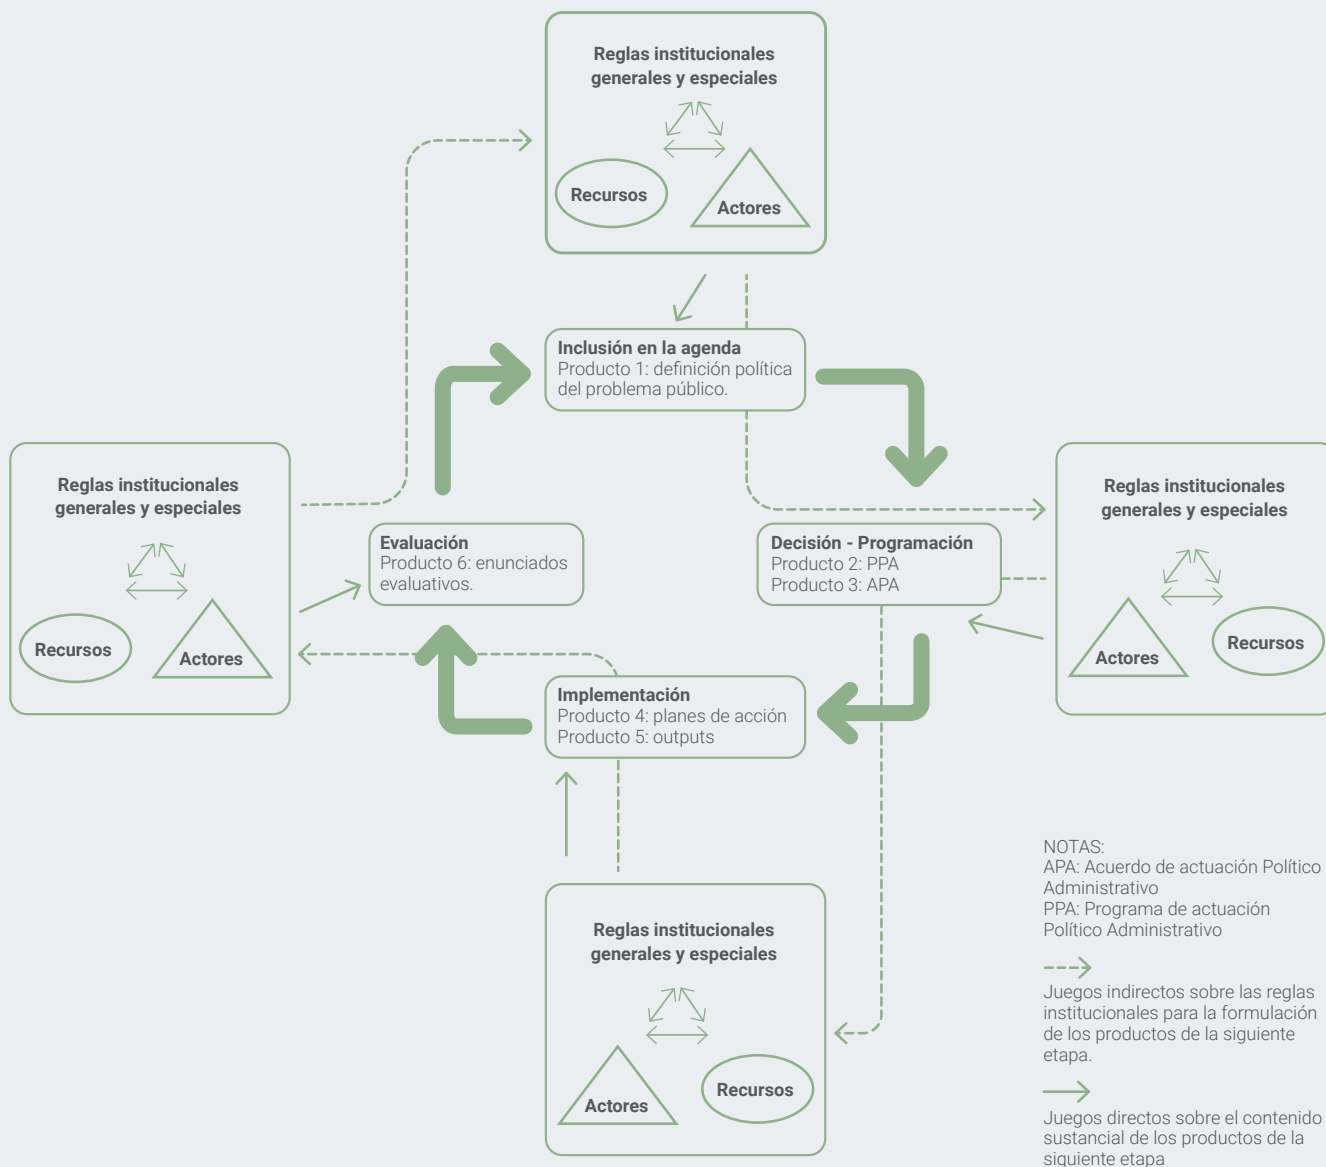 Reglas institucionales
generales y especiales
Recursos
Actores
Inclusión en la agenda
Producto 1: definición política
del problema público.
Reglas institucionales
generales y especiales
Recursos
Actores
Evaluación
Producto 6: enunciados
evaluativos.
Decisión - Programación
Producto 2: PPA
Producto 3: APA
Reglas institucionales
generales y especiales
Actores
Recursos
Implementación
Producto 4: planes de acción
Producto 5: outputs
Reglas institucionales
generales y especiales
Actores
Recursos
NOTAS:
APA: Acuerdo de actuación Político
Administrativo
PPA: Programa de actuación
Político Administrativo
Juegos indirectos sobre las reglas
institucionales para la formulación
de los productos de la siguiente
etapa.
Juegos directos sobre el contenido
sustancial de los productos de la
siguiente etapa